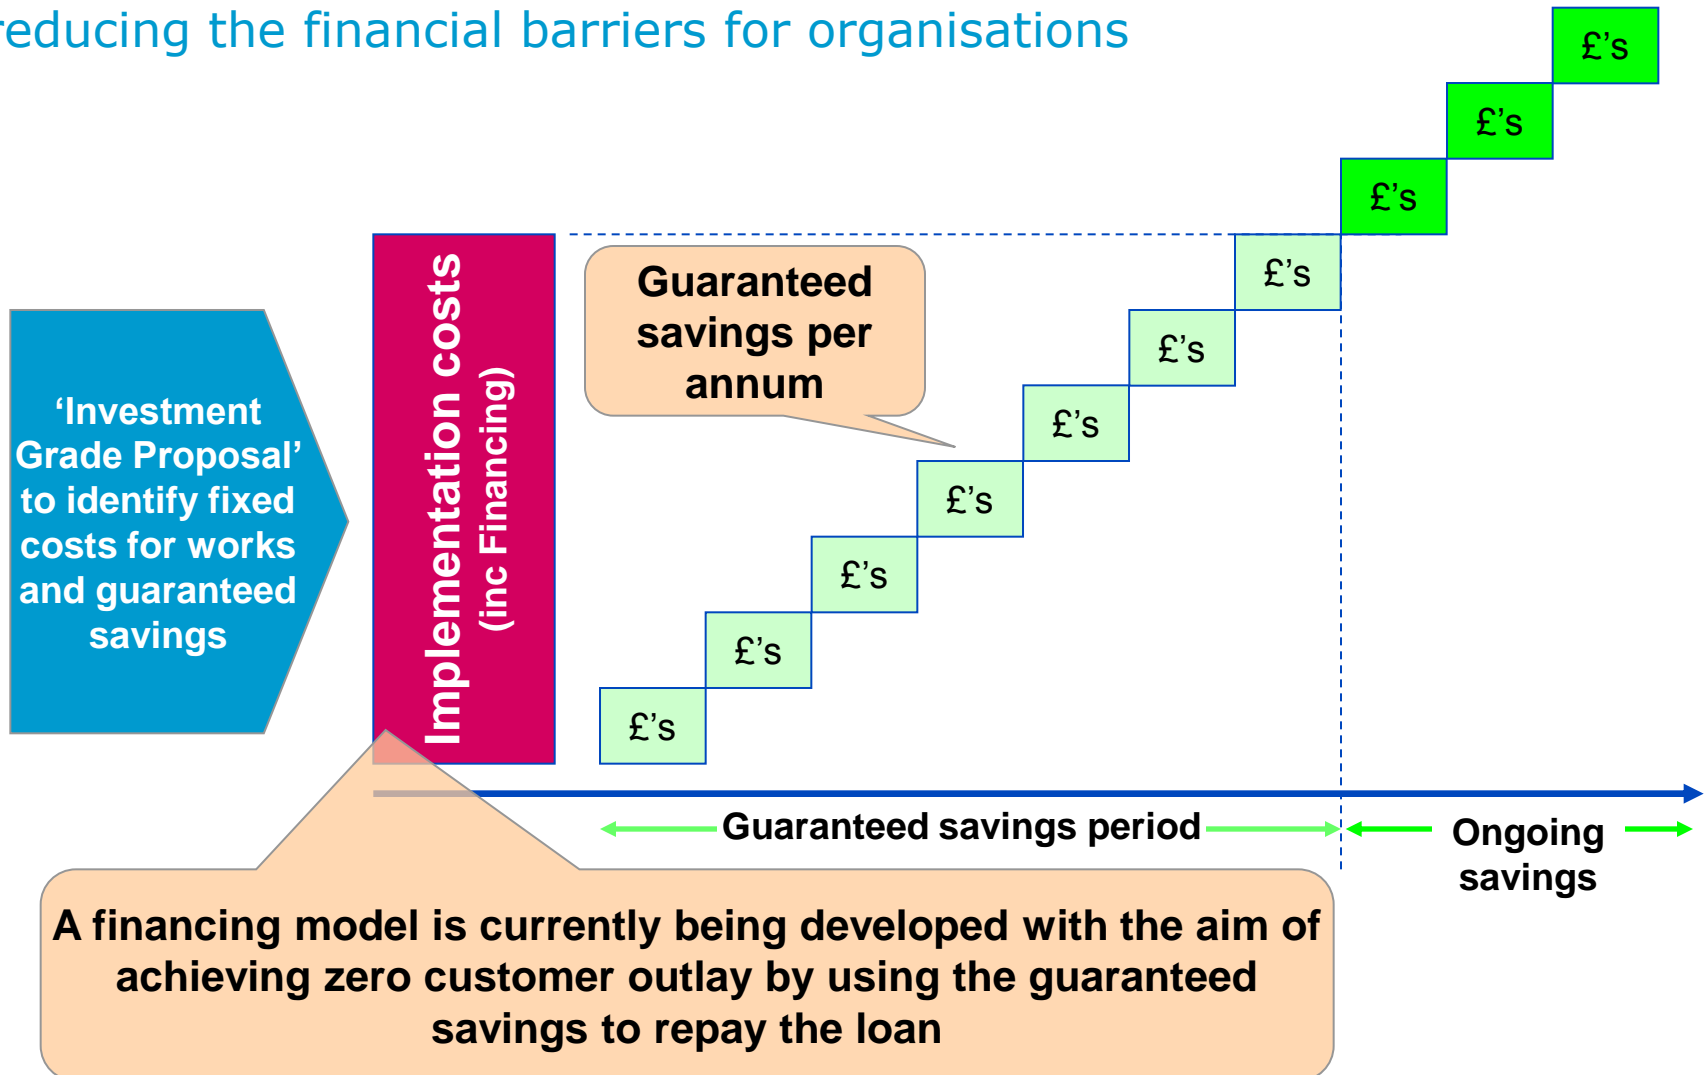 reducing the financial barriers for organisations
£’s
£’s
£’s
£’s
£’s
£’s
£’s
£’s
£’s
£’s
Guaranteed
savings per
annum
Implementation costs
(inc Financing)
‘Investment
Grade Proposal’
to identify fixed
costs for works
and guaranteed
savings
Guaranteed savings period
Ongoing
savings
A financing model is currently being developed with the aim of
achieving zero customer outlay by using the guaranteed
savings to repay the loan